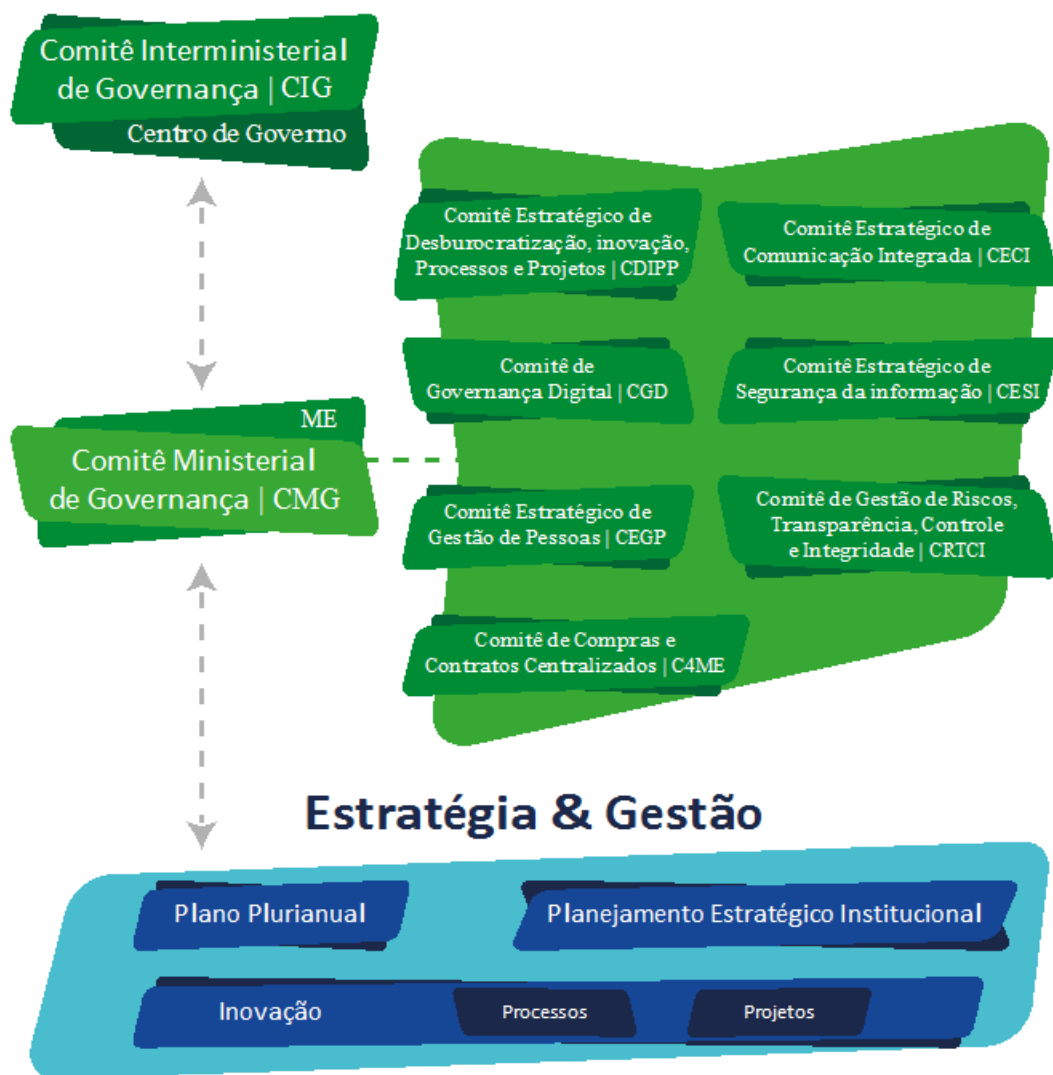 Comitê Interministerial
de Governança | CIG
Centro de Governo
Comitê Estratégico de
Desburocratização, inovação,
Processos e Projetos | CDIPP
Comitê Estratégico de
Comunicação Integrada | CECI
Comitê de
Governança Digital | CGD
Comitê Estratégico de
Segurança da informação | CESI
ME
Comitê Ministerial
de Governança | CMG
Comitê Estratégico de
Gestão de Pessoas | CEGP
Comitê de Gestão de Riscos,
Transparência, Controle
e Integridade | CRTCI
Comitê de Compras e
Contratos Centralizados | C4ME
Estratégia & Gestão
Plano Plurianual
Planejamento Estratégico Institucional
Inovação
Processos
Projetos